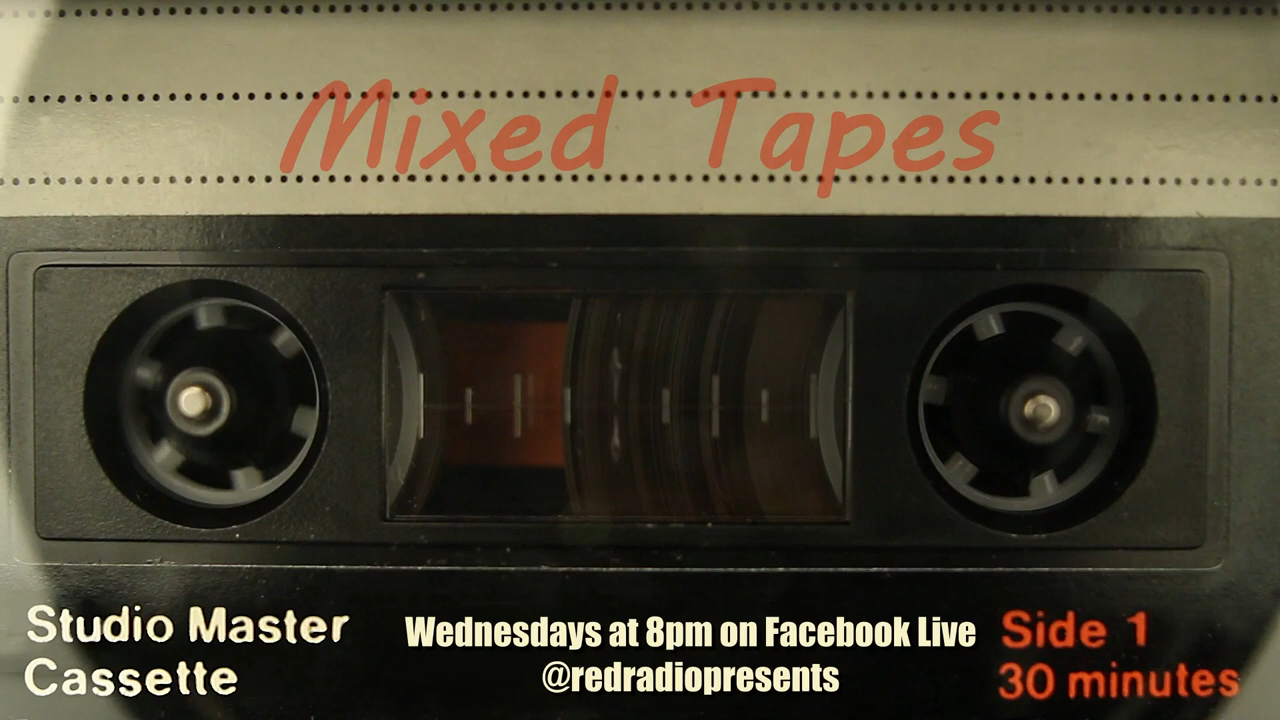 Mixed Tapes
Studio Master
Cassette
Wednesdays at 8pm on Facebook Live
@redradiopresents
Side 1
30 minutes